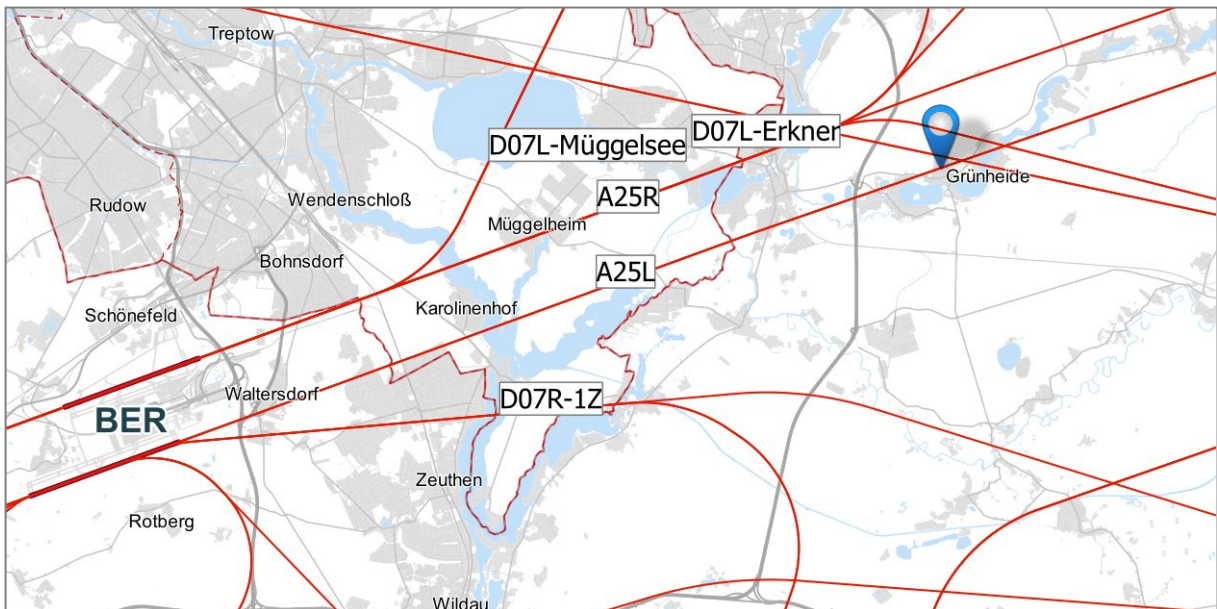 Treptow
D07L-Müggelsee
D07L-Erkner
Grünheide
A25R
Wendenschloß
Rudow
Müggelheim
Bohnsdorf
A25L
Karolinenhof
Schönefeld
Waltersdorf
D07R-1Z
BER
Zeuthen
Rotberg
Wildau